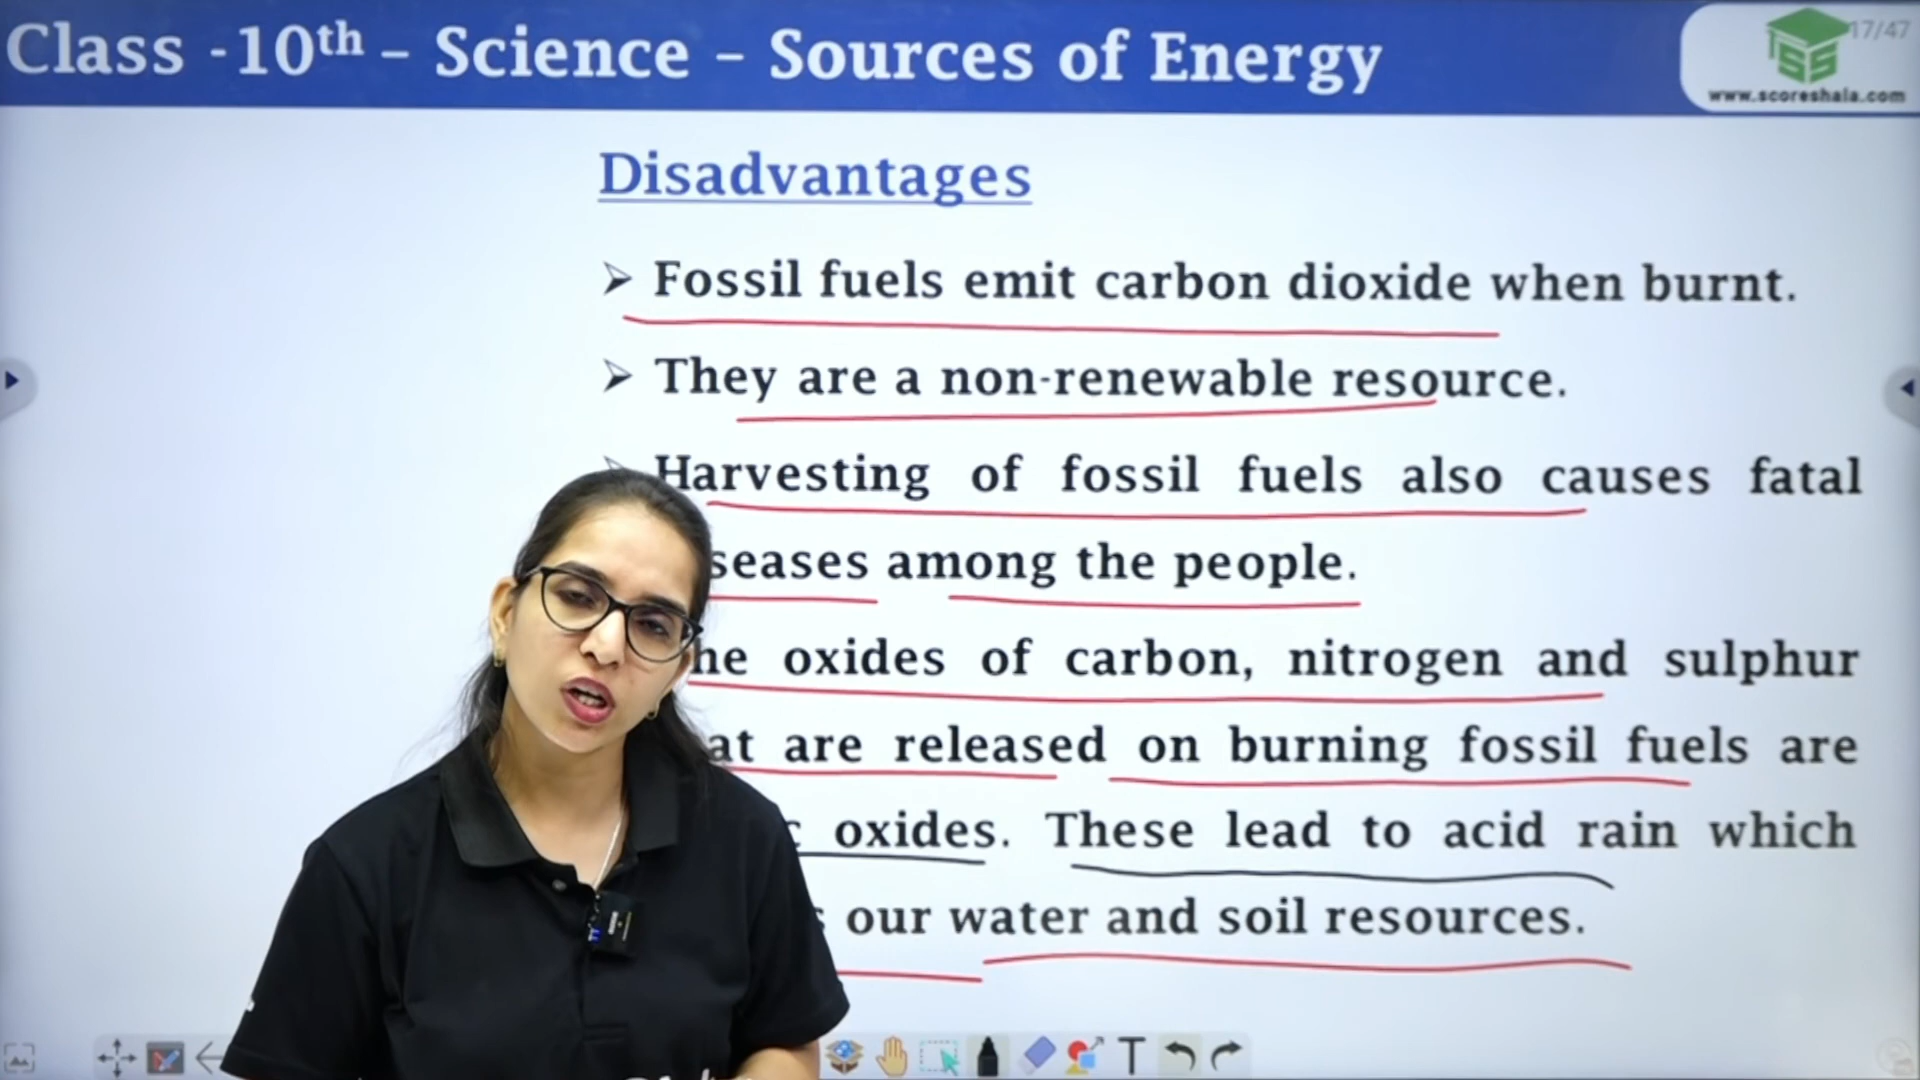 Class -10th – Science – Sources of Energy
17/47
www.scoreshala.com
Disadvantages
➢ Fossil fuels emit carbon dioxide when burnt.
➢ They are a non-renewable resource.
Harvesting of fossil fuels also causes fatal
among the people.
oxides of carbon, nitrogen and sulphur
are released on burning fossil fuels are
oxides. These lead to acid rain which
our water and soil resources.
T